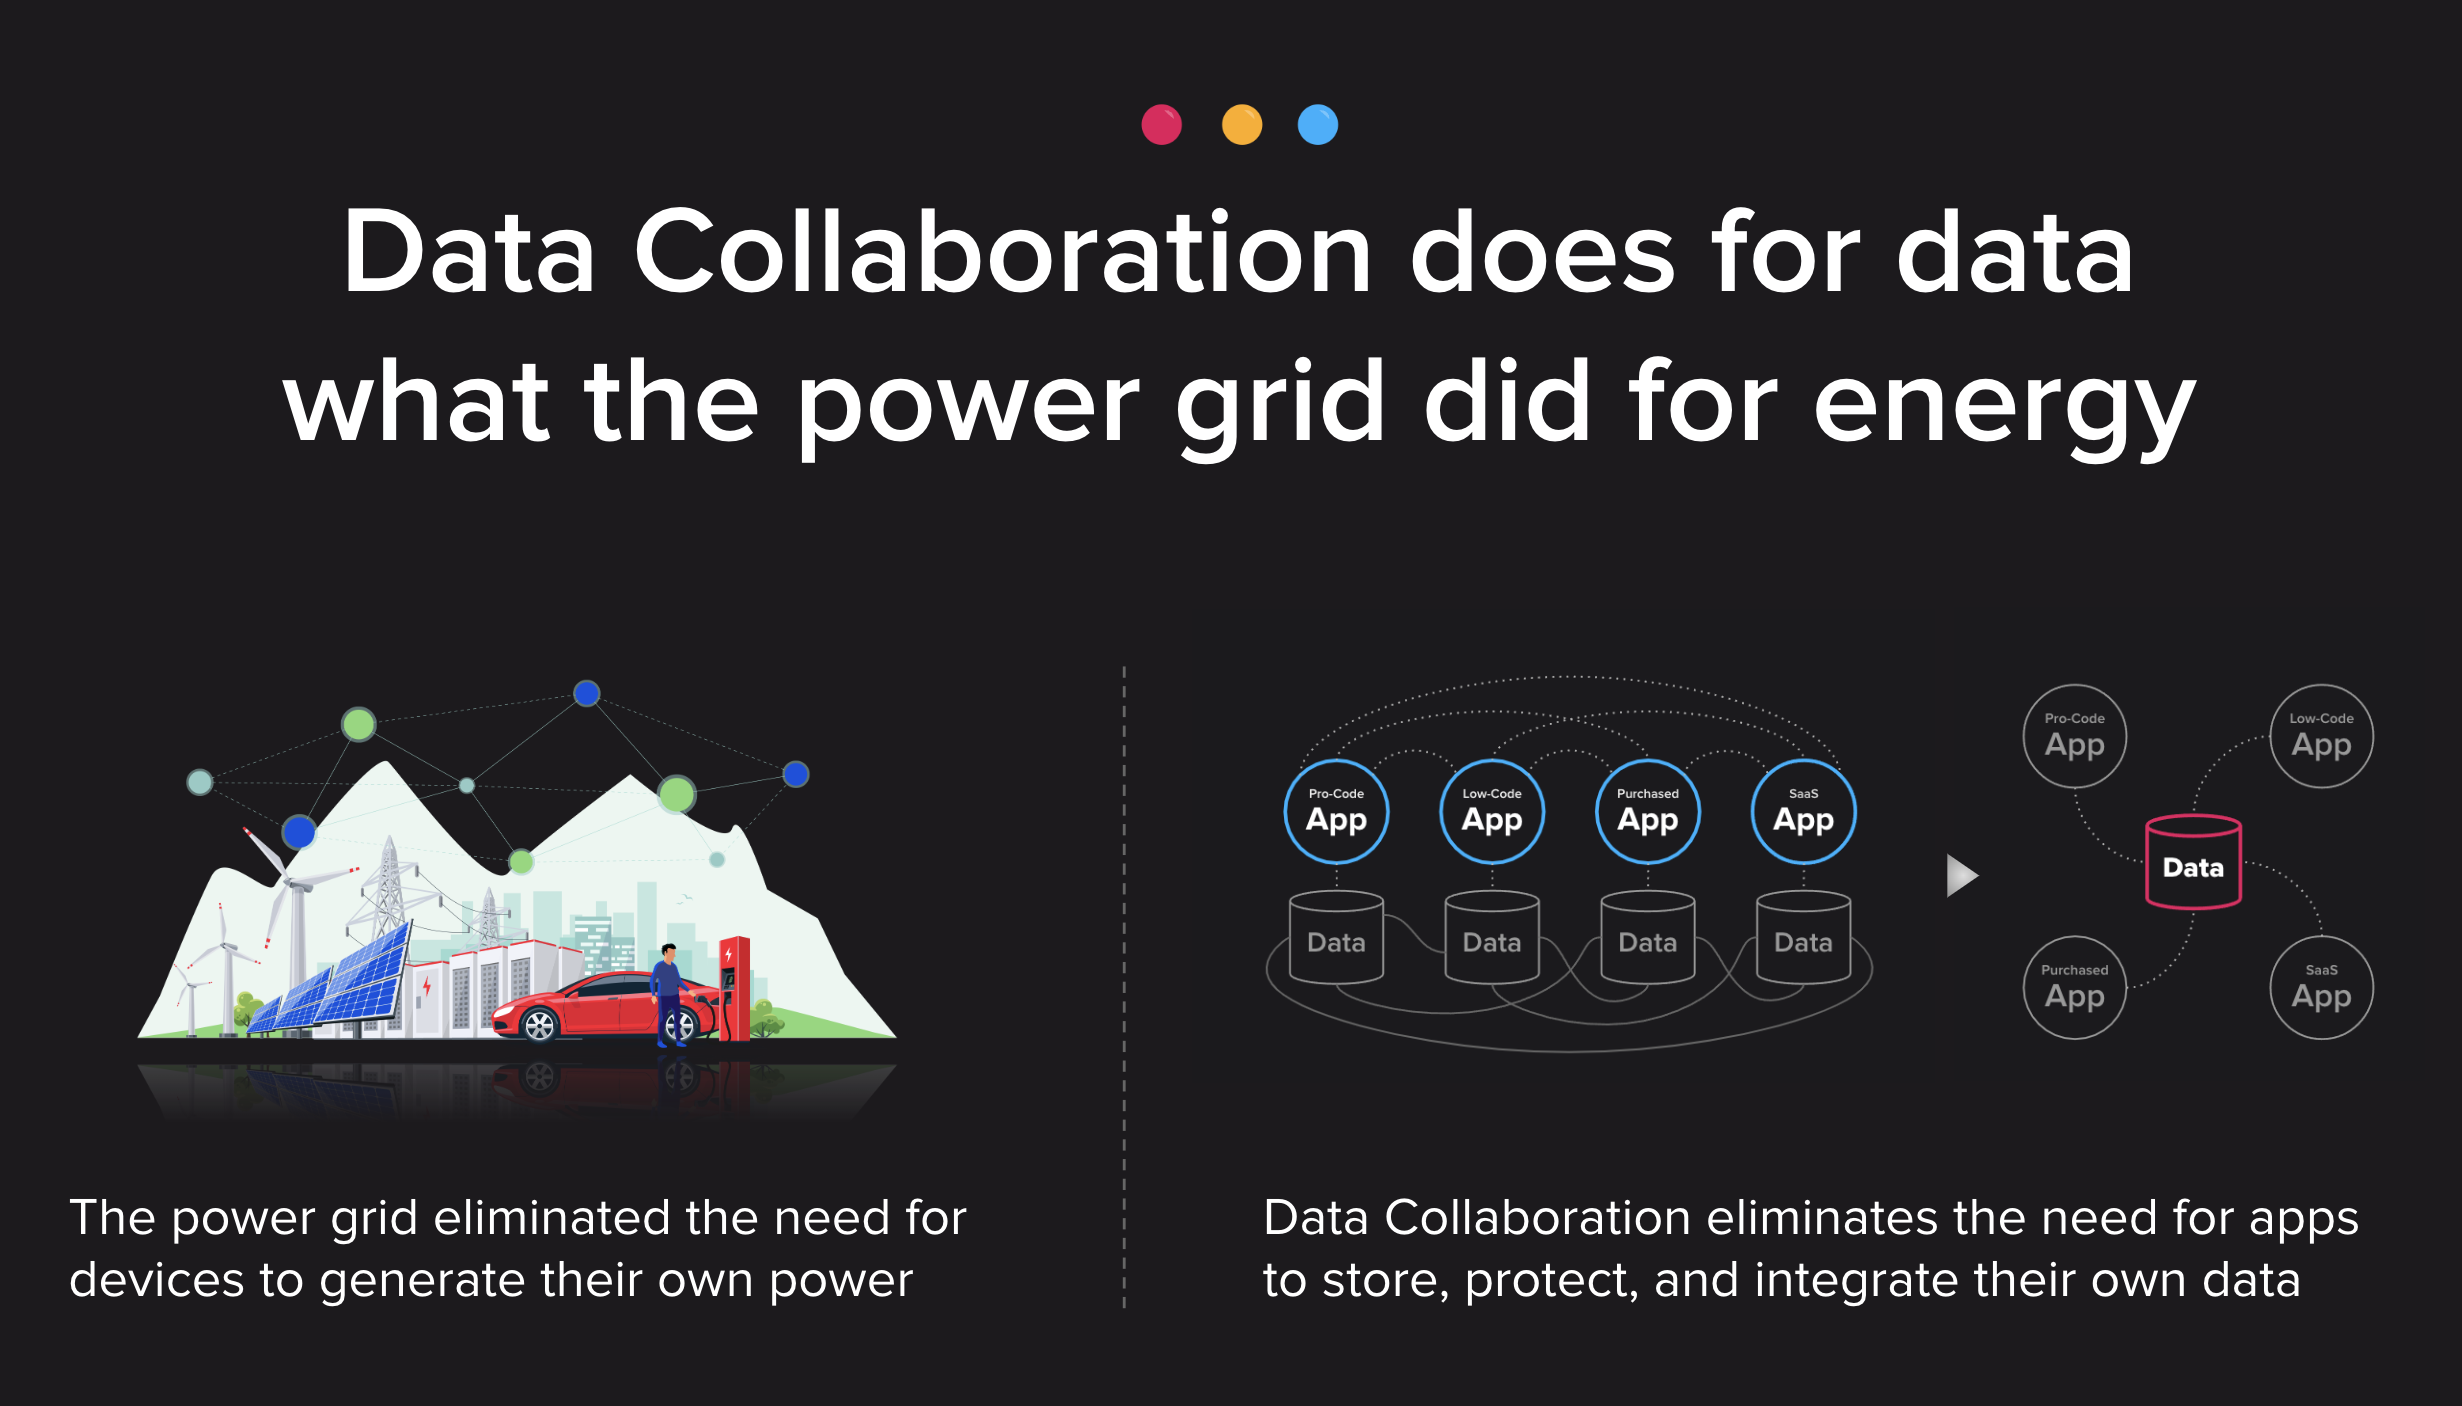 Data Collaboration does for data
what the power grid did for energy
The power grid eliminated the need for
devices to generate their own power
Pro-Code
App
Low-Code
App
Purchased
App
SaaS
App
Data
Data
Data
Data
Pro-Code
App
Low-Code
App
Data
Purchased
App
SaaS
App
Data Collaboration eliminates the need for apps
to store, protect, and integrate their own data